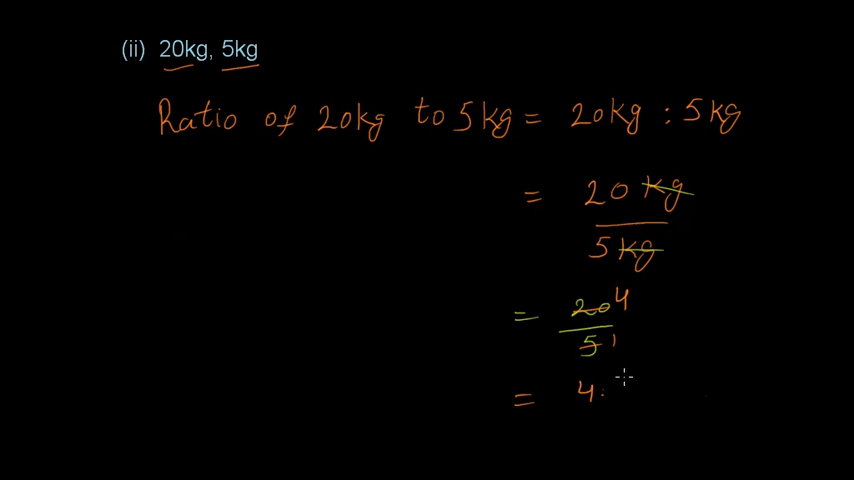 (ii) 20kg, 5kg
Ratio of 20kg to 5kg = 20kg : 5kg
= 20 kg
5 kg
= 20 4
5 1
= 4: